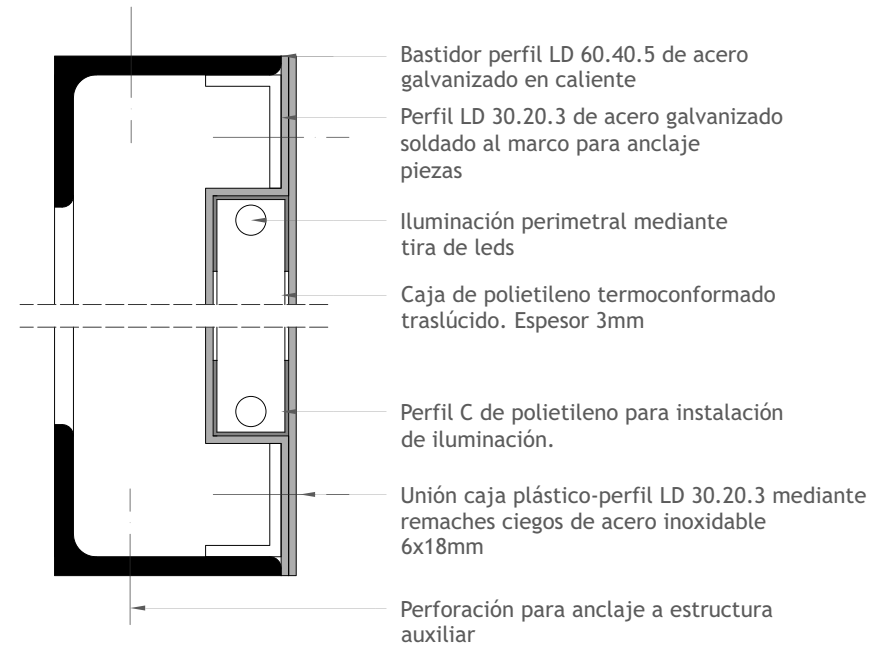 Bastidor perfil LD 60.40.5 de acero
galvanizado en caliente
Perfil LD 30.20.3 de acero galvanizado
soldado al marco para anclaje
piezas
Iluminación perimetral mediante
tira de leds
Caja de polietileno termoconformado
traslúcido. Espesor 3mm
Perfil C de polietileno para instalación
de iluminación.
Unión caja plástico-perfil LD 30.20.3 mediante
remaches ciegos de acero inoxidable
6x18mm
Perforación para anclaje a estructura
auxiliar